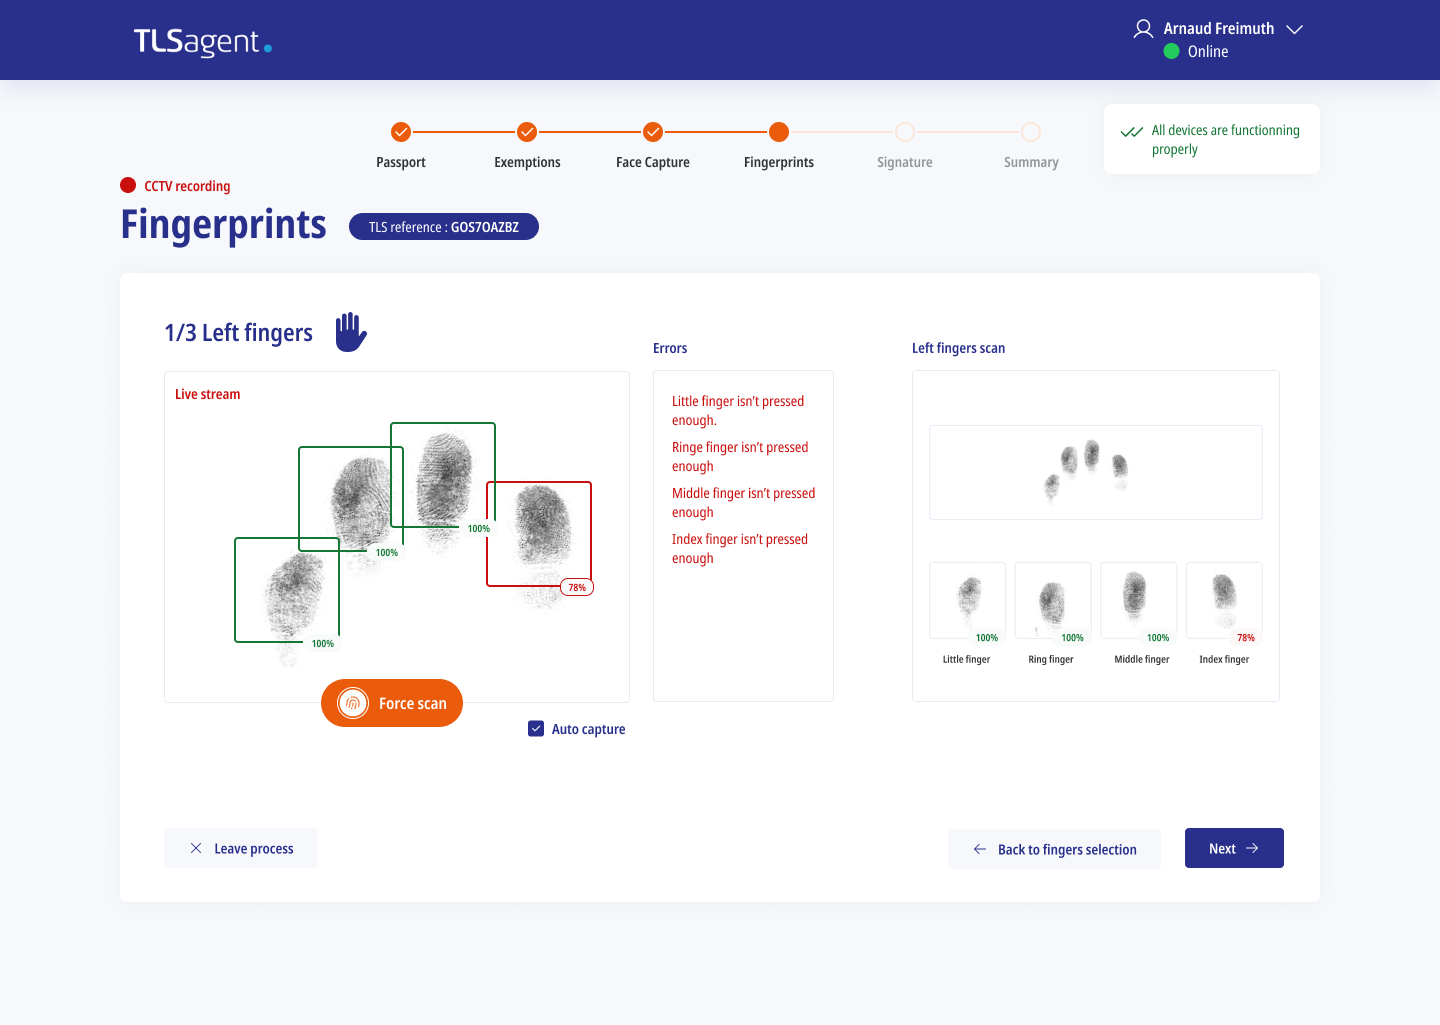 TLSagent.
Arnaud Freimuth
Online
Passport
Exemptions
Face Capture
Fingerprints
Signature
Summary
All devices are functionning
properly
CCTV recording
Fingerprints
TLS reference : GOS7OAZBZ
1/3 Left fingers
Errors
Left fingers scan
Live stream
100%
100%
78%
100%
Force scan
Auto capture
Little finger isn't pressed
enough.
Ringe finger isn't pressed
enough
Middle finger isn't pressed
enough
Index finger isn't pressed
enough
100%
100%
100%
78%
Little finger
Ring finger
Middle finger
Index finger
Leave process
Back to fingers selection
Next